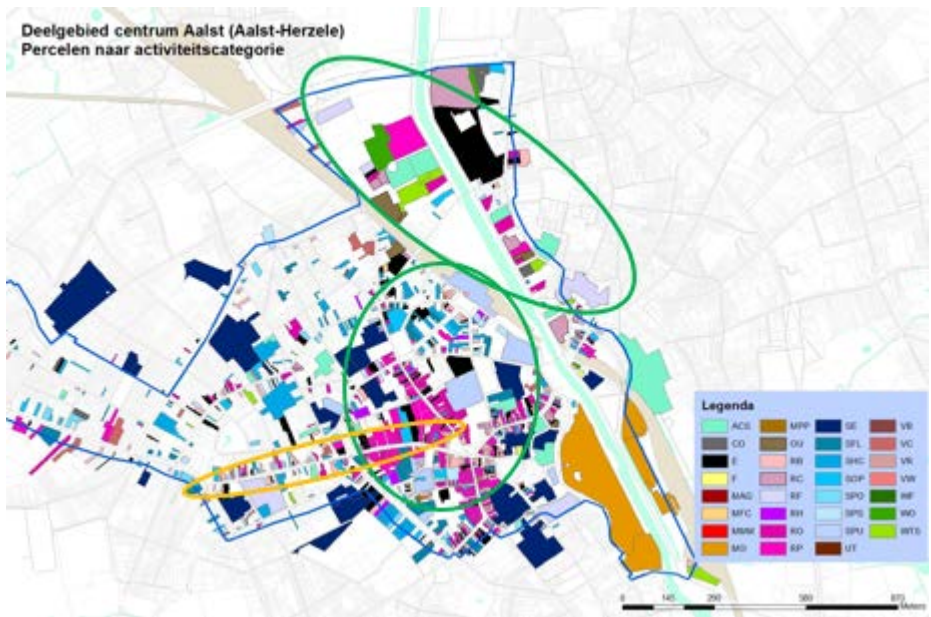 Deelgebied centrum Aalst (Aalst-Herzele)
Percelen naar activiteitscategorie
Legenda
ACS MPP SE VB
CO OU SFL VC
E RB SHC VR
F RC SOP VW
MAG RF SPD WF
MFC RH SPS WO
MMM RO SPU WTS
MO RP UT
0 145 290 580 870
Meters